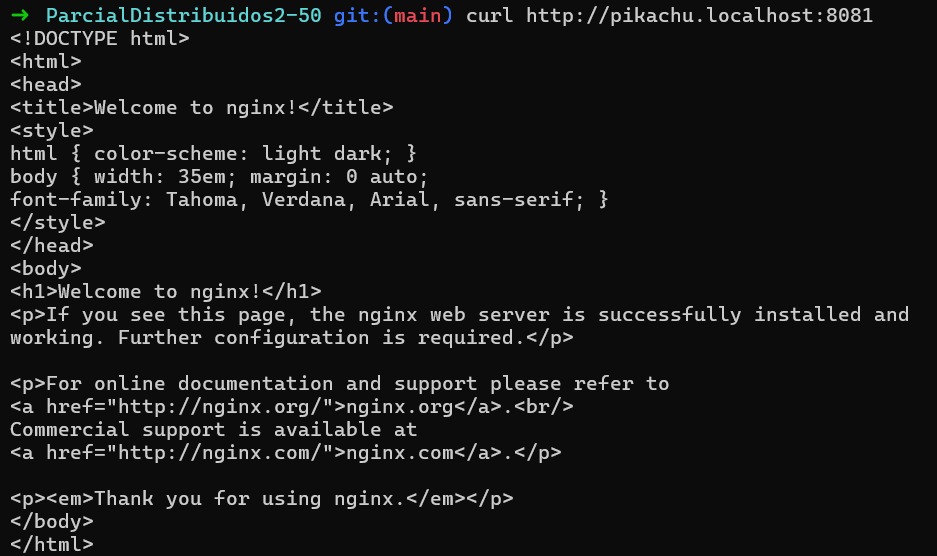 → ParcialDistribuidos2-50 git:(main) curl http://pikachu.localhost:8081
<!DOCTYPE html>
<html>
<head>
<title>Welcome to nginx!</title>
<style>
html { color-scheme: light dark; }
body { width: 35em; margin: 0 auto;
font-family: Tahoma, Verdana, Arial, sans-serif; }
</style>
</head>
<body>
<h1>Welcome to nginx!</h1>
<p>If you see this page, the nginx web server is successfully installed and
working. Further configuration is required.</p>

<p>For online documentation and support please refer to
<a href="http://nginx.org/">nginx.org</a>.<br/>
Commercial support is available at
<a href="http://nginx.com/">nginx.com</a>.</p>

<p><em>Thank you for using nginx.</em></p>
</body>
</html>